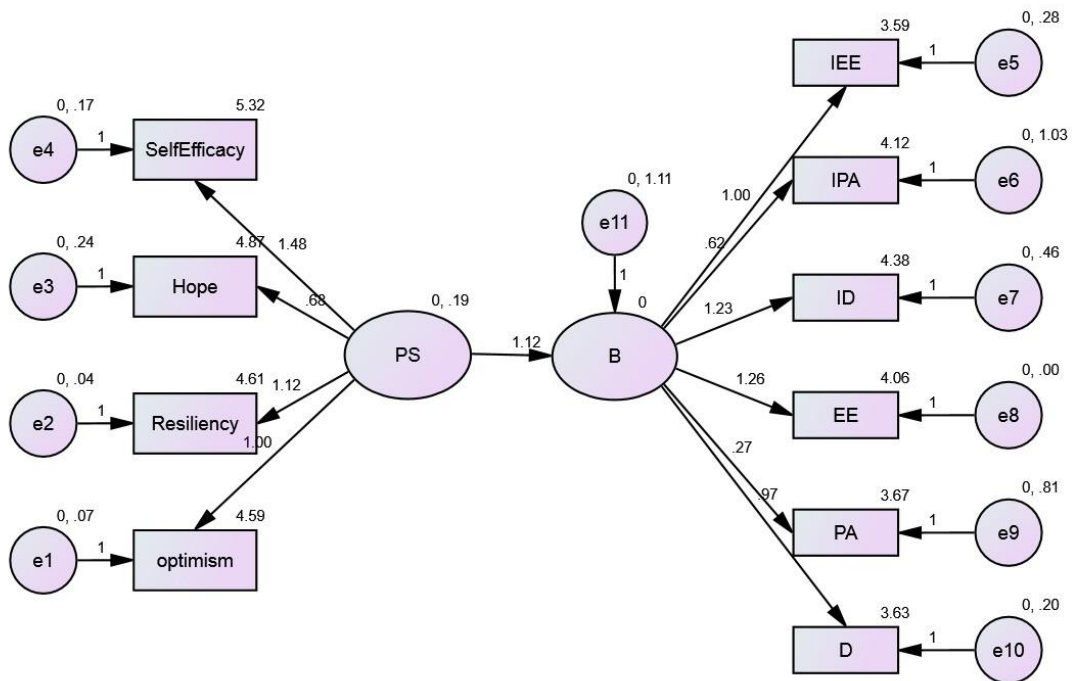 0, .17
e4
1
5.32
SelfEfficacy
0, .24
e3
1
4.87
Hope
0, .04
e2
1
4.61
Resiliency
0, .07
e1
1
4.59
optimism
1.48
.68
1.12
1.00
0, .19
PS
1.12
0, 1.11
e11
1
0
B
1.00
.62
1.23
1.26
.27
.97
3.59
IEE
1
0, .28
e5
4.12
IPA
1
0, 1.03
e6
4.38
ID
1
0, .46
e7
4.06
EE
1
0, .00
e8
3.67
PA
1
0, .81
e9
3.63
D
1
0, .20
e10